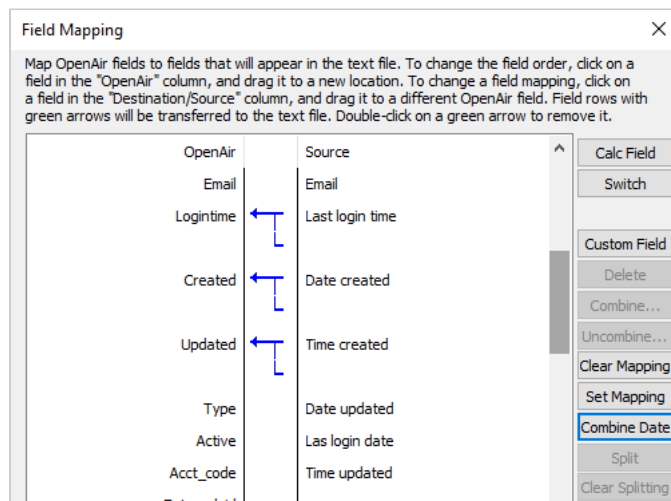 Field Mapping
Map OpenAir fields to fields that will appear in the text file. To change the field order, click on a
field in the "OpenAir" column, and drag it to a new location. To change a field mapping, click on
a field in the "Destination/Source" column, and drag it to a different OpenAir field. Field rows with
green arrows will be transferred to the text file. Double-click on a green arrow to remove it.
OpenAir Source
Email Email
Logintime Last login time
Created Date created
Updated Time created
Type Date updated
Active Las login date
Acct_code Time updated
Calc Field
Switch
Custom Field
Delete
Combine...
Uncombine...
Clear Mapping
Set Mapping
Combine Date
Split
Clear Splitting